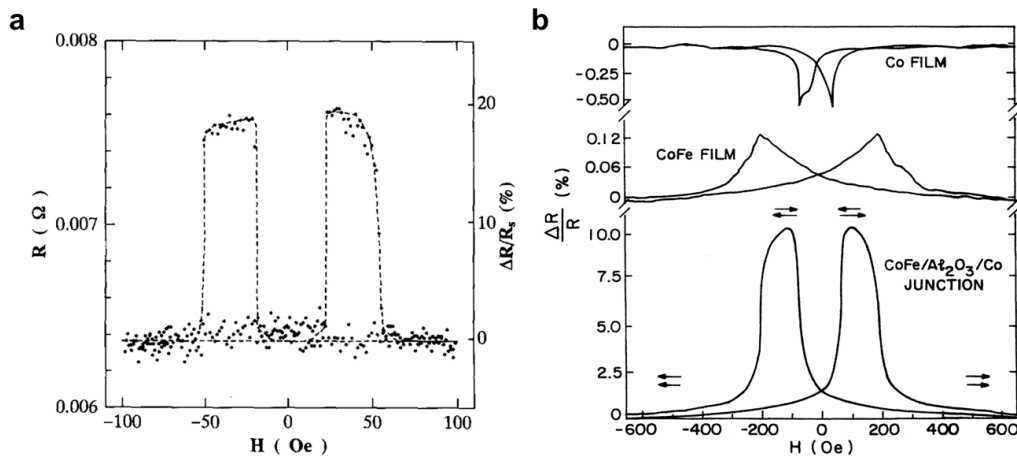 a
0.008
0.007
0.006
R ( Ω )
20
10
0
ΔR/Rs (%)
−100
−50
0
50
100
H ( Oe )
b
0
-0.25
-0.50
Co FILM
0.12
0.06
0
CoFe FILM
ΔR/R (%)
10.0
7.5
5.0
2.5
0
CoFe/Al2O3/Co
JUNCTION
-600
-400
-200
0
200
400
600
H (Oe)